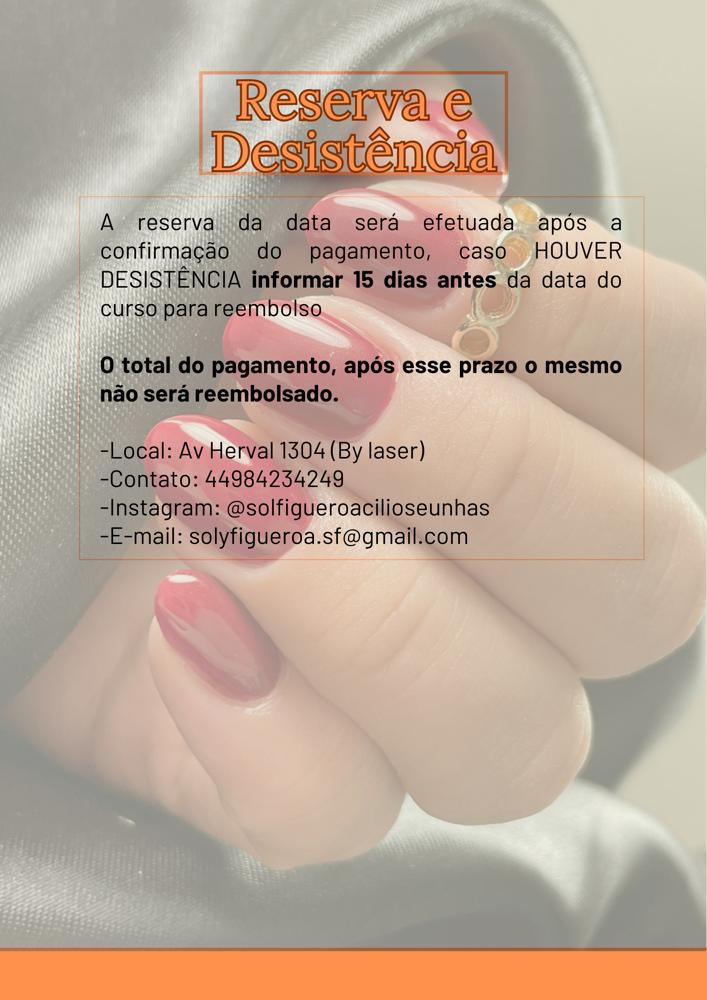 Reserva e
Desistência
A reserva da data será efetuada após a
confirmação do pagamento, caso HOUVER
DESISTÊNCIA informar 15 dias antes da data do
curso para reembolso
O total do pagamento, após esse prazo o mesmo
não será reembolsado.
-Local: Av Herval 1304 (By laser)
-Contato: 44984234249
-Instagram: @solfigueroacilioseunhas
-E-mail: solyfigueroa.sf@gmail.com